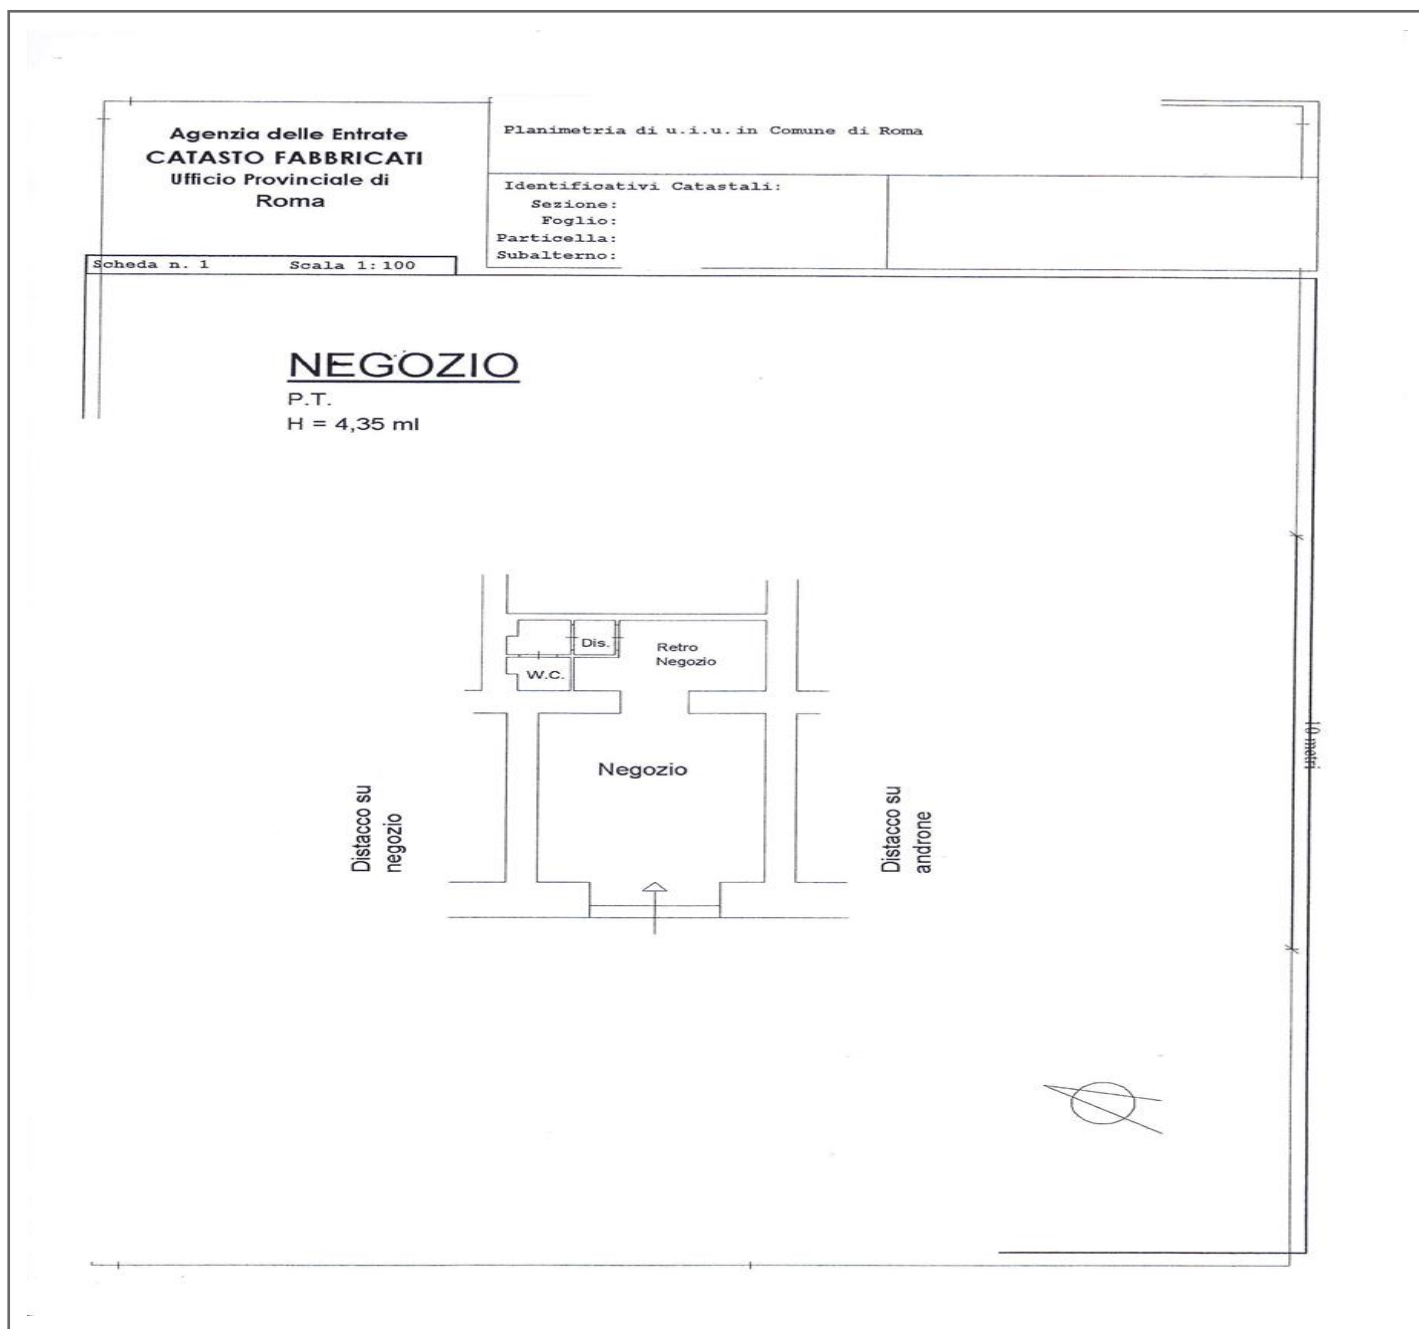 Agenzia delle Entrate
CATASTO FABBRICATI
Ufficio Provinciale di
Roma
Planimetria di u.i.u. in Comune di Roma
Identificativi Catastali:
Sezione:
Foglio:
Particella:
Subalterno:
Scheda n. 1 Scala 1:100
NEGOZIO
P.T.
H = 4,35 ml
Dis.
Retro
Negozio
W.C.
Negozio
Distacco su
negozio
Distacco su
androne
10 metri